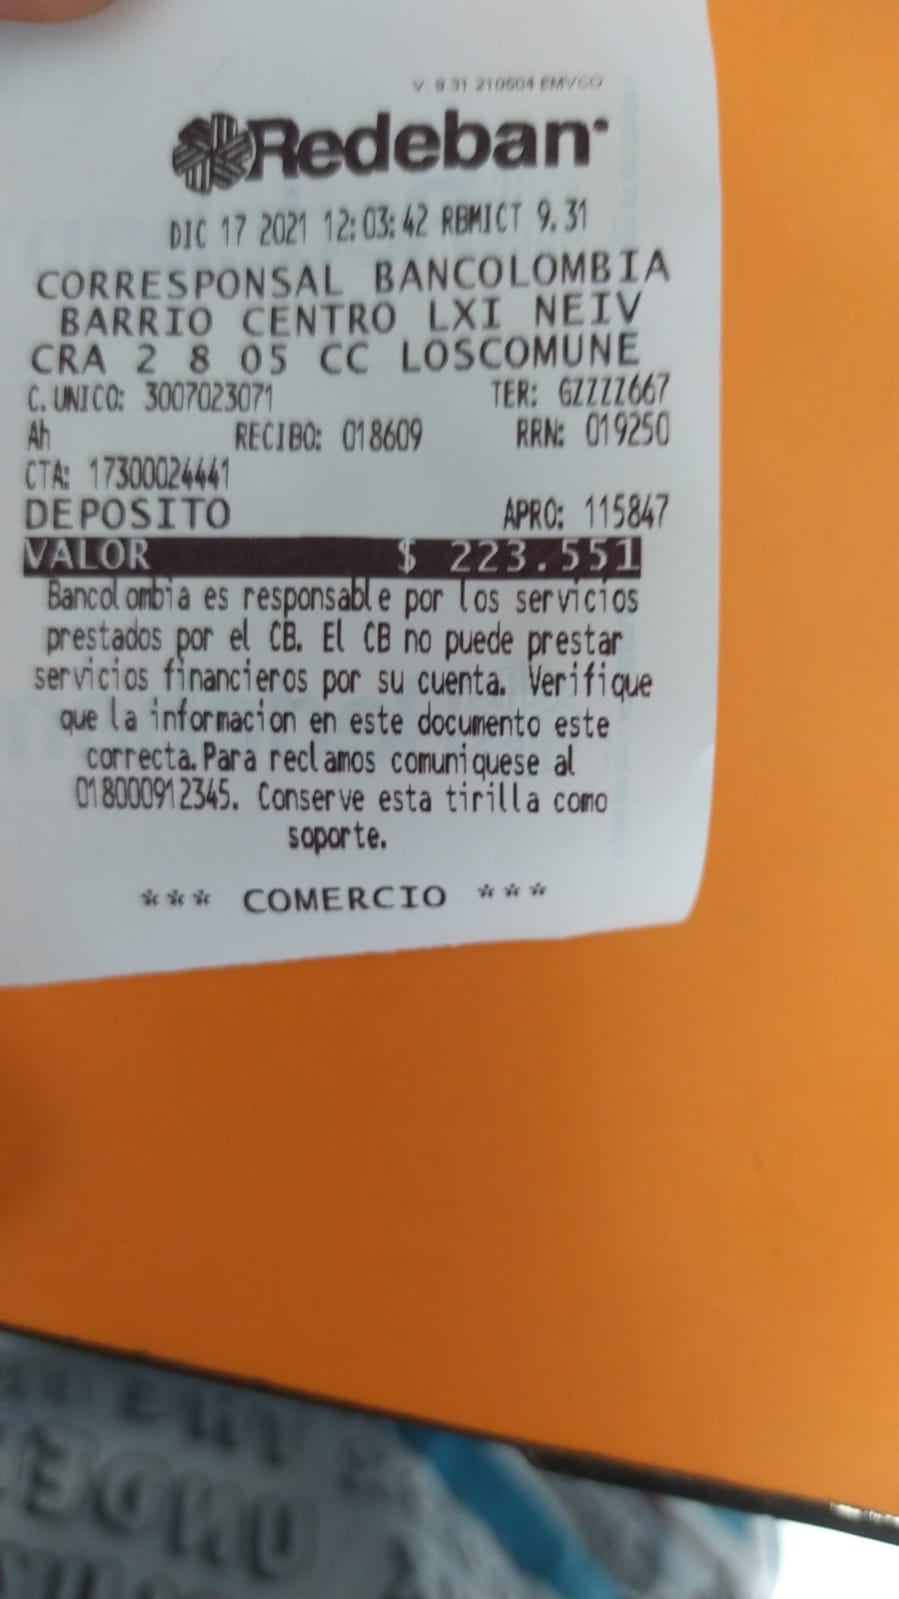 V 9.31 210504 EMVCO
Redeban
DIC 17 2021 12:03:42 RBMICT 9.31
CORRESPONSAL BANCOLOMBIA
BARRIO CENTRO LXI NEIV
CRA 2 8 05 CC LOSCOMUNE
C. UNICO: 3007023071 TER: GZZZZ667
Ah RECIBO: 018609 RRN: 019250
CTA: 17300024441
DEPOSITO APRO: 115847
VALOR $ 223.551
Bancolombia es responsable por los servicios
prestados por el CB. El CB no puede prestar
servicios financieros por su cuenta. Verifique
que la informacion en este documento este
correcta. Para reclamos comuniquese al
018000912345. Conserve esta tirilla como
soporte.
*** COMERCIO ***